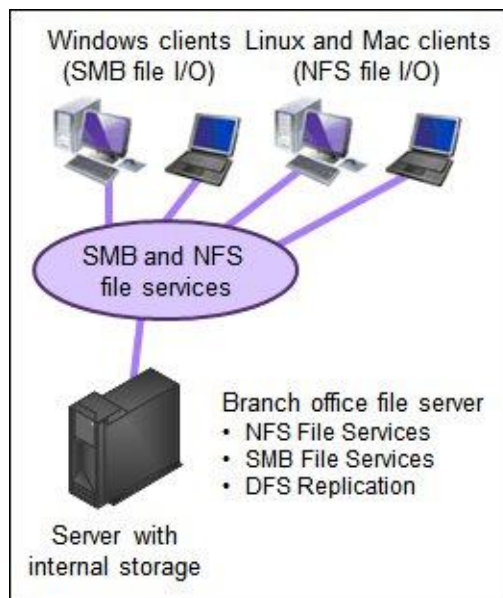 Windows clients
(SMB file I/O)
Linux and Mac clients
(NFS file I/O)
SMB and NFS
file services
Branch office file server
• NFS File Services
• SMB File Services
• DFS Replication
Server with
internal storage